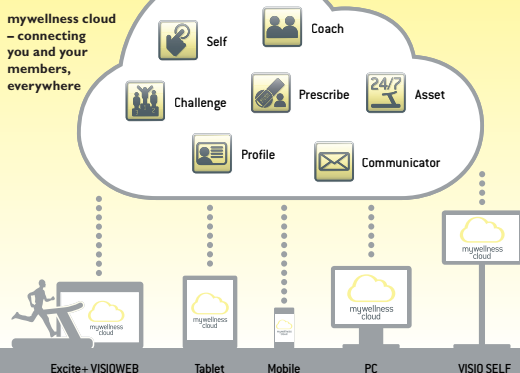 mywellness cloud
– connecting
you and your
members,
everywhere
Self
Coach
Challenge
Prescribe
24/7
Asset
Profile
Communicator
mywellness
cloud
mywellness
cloud
mywellness
cloud
mywellness
cloud
mywellness
cloud
Excite+ VISIOWEB
Tablet
Mobile
PC
VISIO SELF